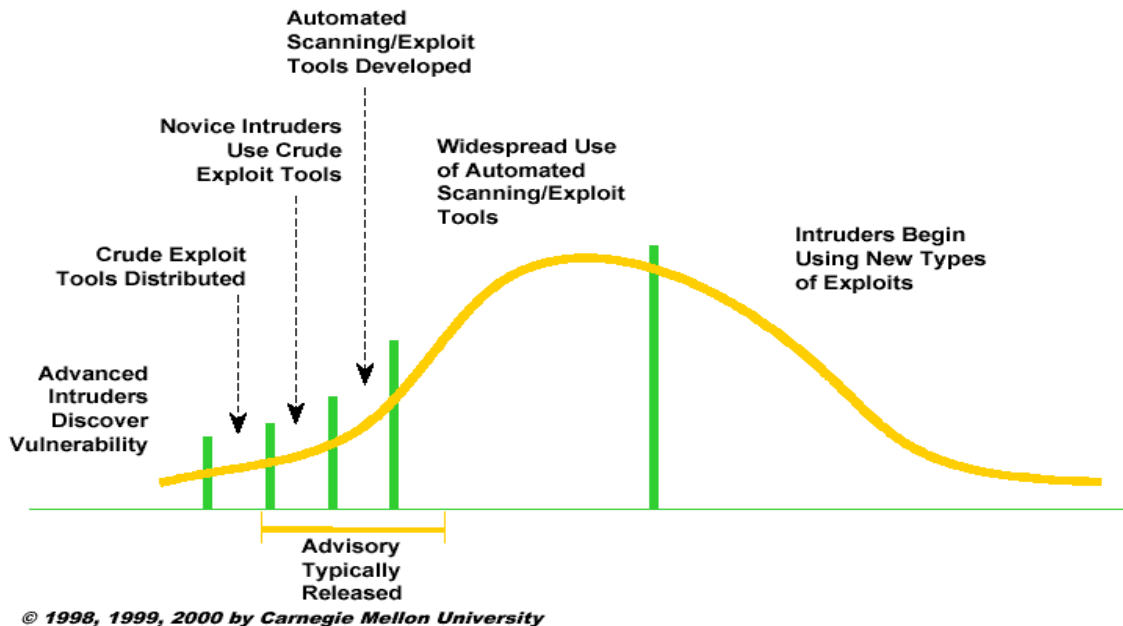 Automated
Scanning/Exploit
Tools Developed
Novice Intruders
Use Crude
Exploit Tools
Widespread Use
of Automated
Scanning/Exploit
Tools
Crude Exploit
Tools Distributed
Intruders Begin
Using New Types
of Exploits
Advanced
Intruders
Discover
Vulnerability
Advisory
Typically
Released
© 1998, 1999, 2000 by Carnegie Mellon University